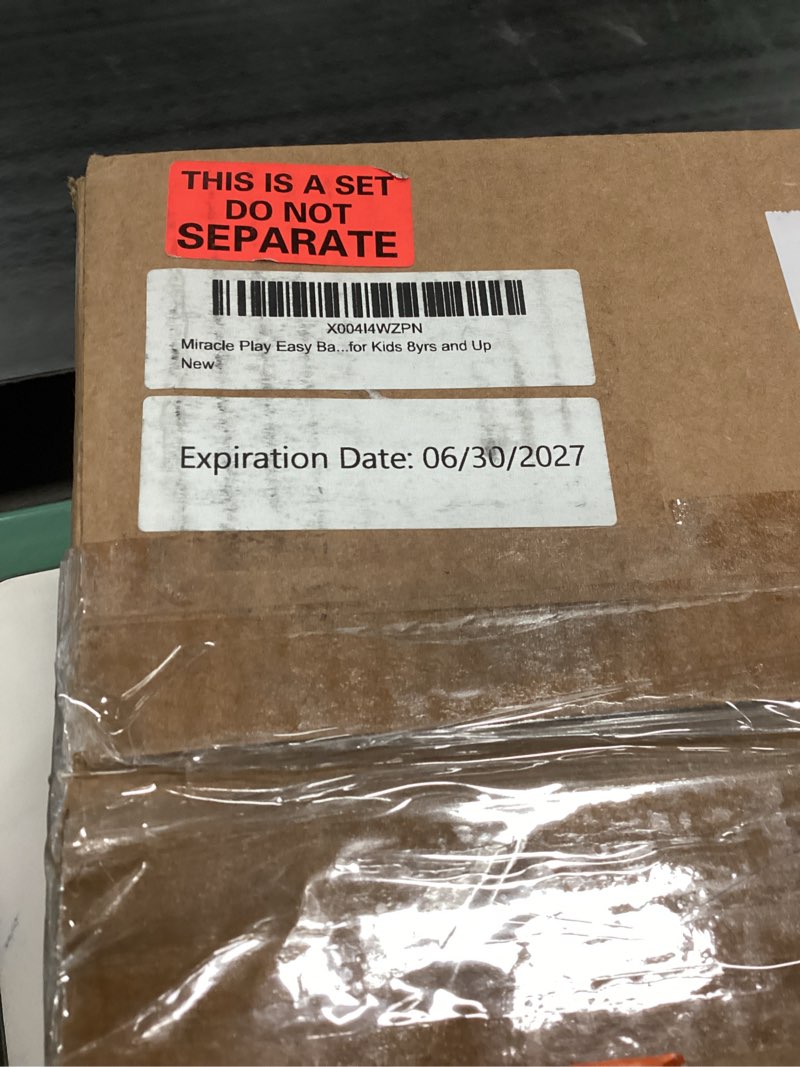 THIS IS A SET
DO NOT
SEPARATE
X004I4WZPN
Miracle Play Easy Ba...for Kids 8yrs and Up
New
Expiration Date: 06/30/2027